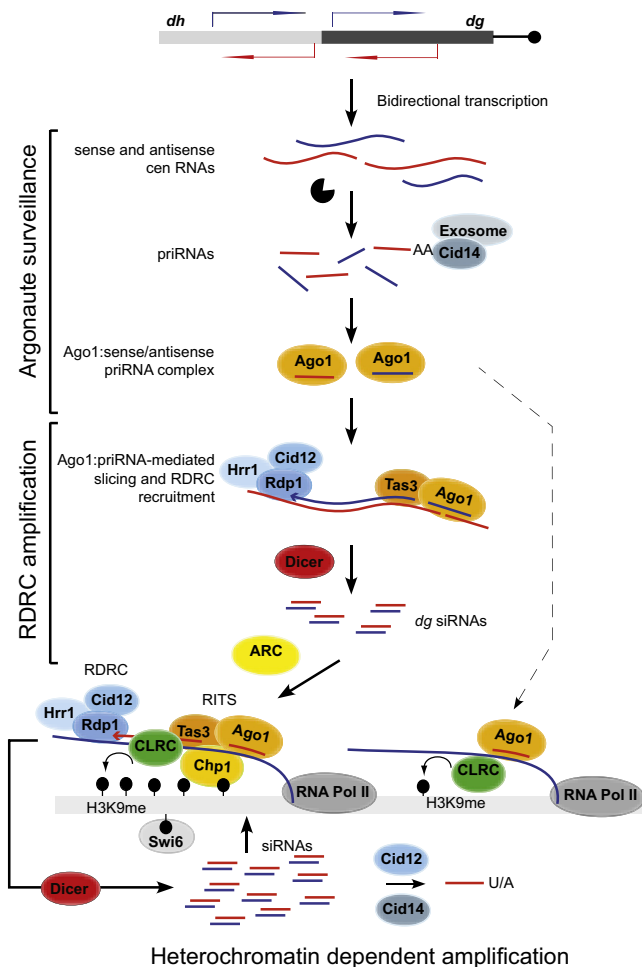 dh
dg
Bidirectional transcription
Argonaute surveillance
sense and antisense
cen RNAs
priRNAs
AA
Exosome
Cid14
Ago1:sense/antisense
priRNA complex
Ago1
Ago1
RDRC amplification
Ago1:priRNA-mediated
slicing and RDRC
recruitment
Hrr1
Cid12
Rdp1
Tas3
Ago1
Dicer
dg siRNAs
ARC
RDRC
RITS
Hrr1
Cid12
Rdp1
CLRC
Tas3
Ago1
Chp1
RNA Pol II
H3K9me
Swi6
Ago1
CLRC
H3K9me
RNA Pol II
siRNAs
Dicer
Cid12
Cid14
U/A
Heterochromatin dependent amplification